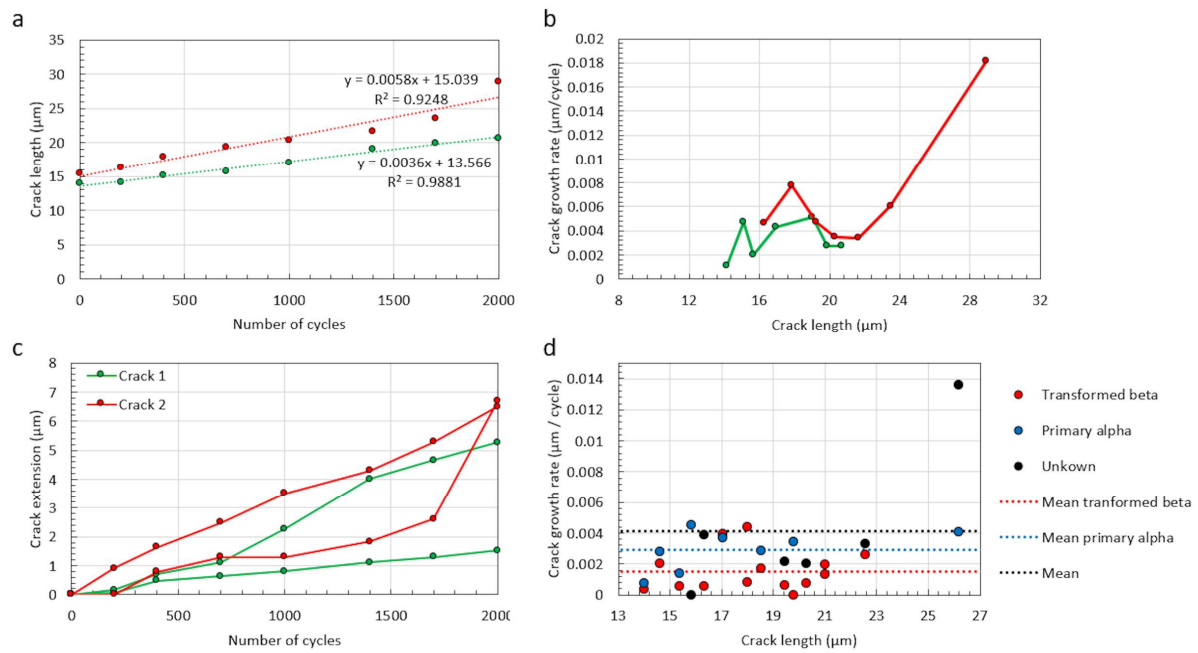 a
35
30
25
20
15
10
5
0
Crack length (µm)
y = 0.0058x + 15.039
R² = 0.9248
y = 0.0036x + 13.566
R² = 0.9881
0 500 1000 1500 2000
Number of cycles
b
0.02
0.018
0.016
0.014
0.012
0.01
0.008
0.006
0.004
0.002
0
Crack growth rate (µm/cycle)
8 12 16 20 24 28 32
Crack length (µm)
c
8
7
6
5
4
3
2
1
0
Crack extension (µm)
Crack 1
Crack 2
0 500 1000 1500 2000
Number of cycles
d
0.014
0.012
0.01
0.008
0.006
0.004
0.002
0
Crack growth rate (µm / cycle)
13 15 17 19 21 23 25 27
Crack length (µm)
Transformed beta
Primary alpha
Unkown
Mean tranformed beta
Mean primary alpha
Mean